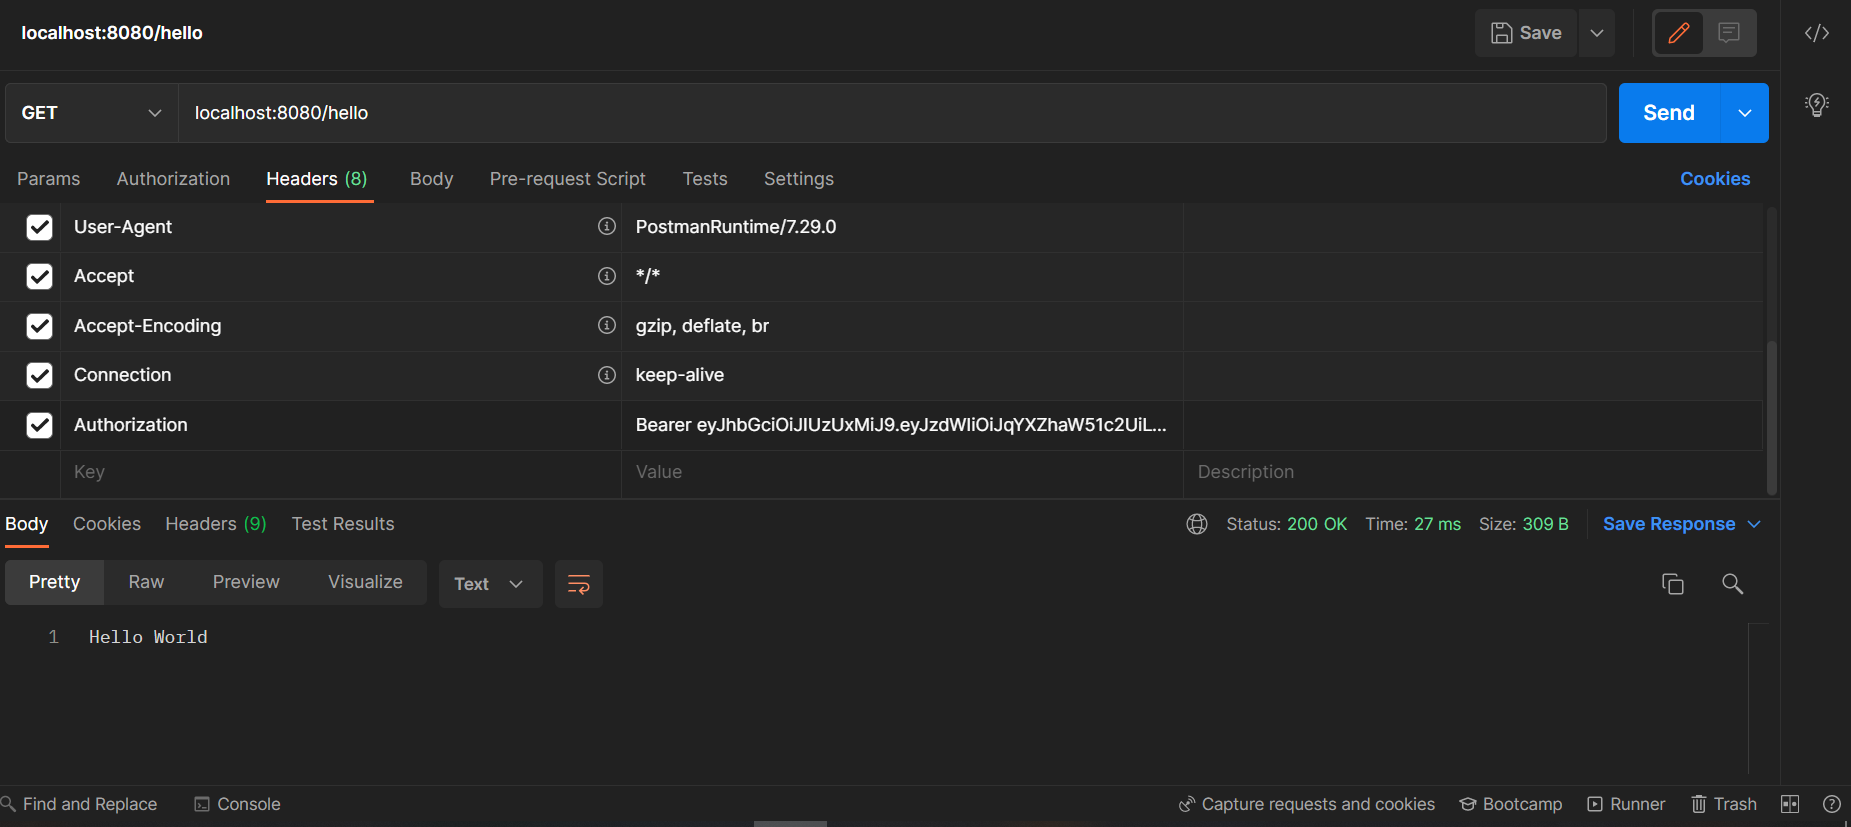 localhost:8080/hello
Save
GET localhost:8080/hello Send
Params Authorization Headers (8) Body Pre-request Script Tests Settings Cookies
User-Agent PostmanRuntime/7.29.0
Accept */*
Accept-Encoding gzip, deflate, br
Connection keep-alive
Authorization Bearer eyJhbGciOiJIUzUxMiJ9.eyJzdWIiOiJqYXZhaW51c2UiL...
Key Value Description
Body Cookies Headers (9) Test Results Status: 200 OK Time: 27 ms Size: 309 B Save Response
Pretty Raw Preview Visualize Text
1 Hello World
Find and Replace Console Capture requests and cookies Bootcamp Runner Trash